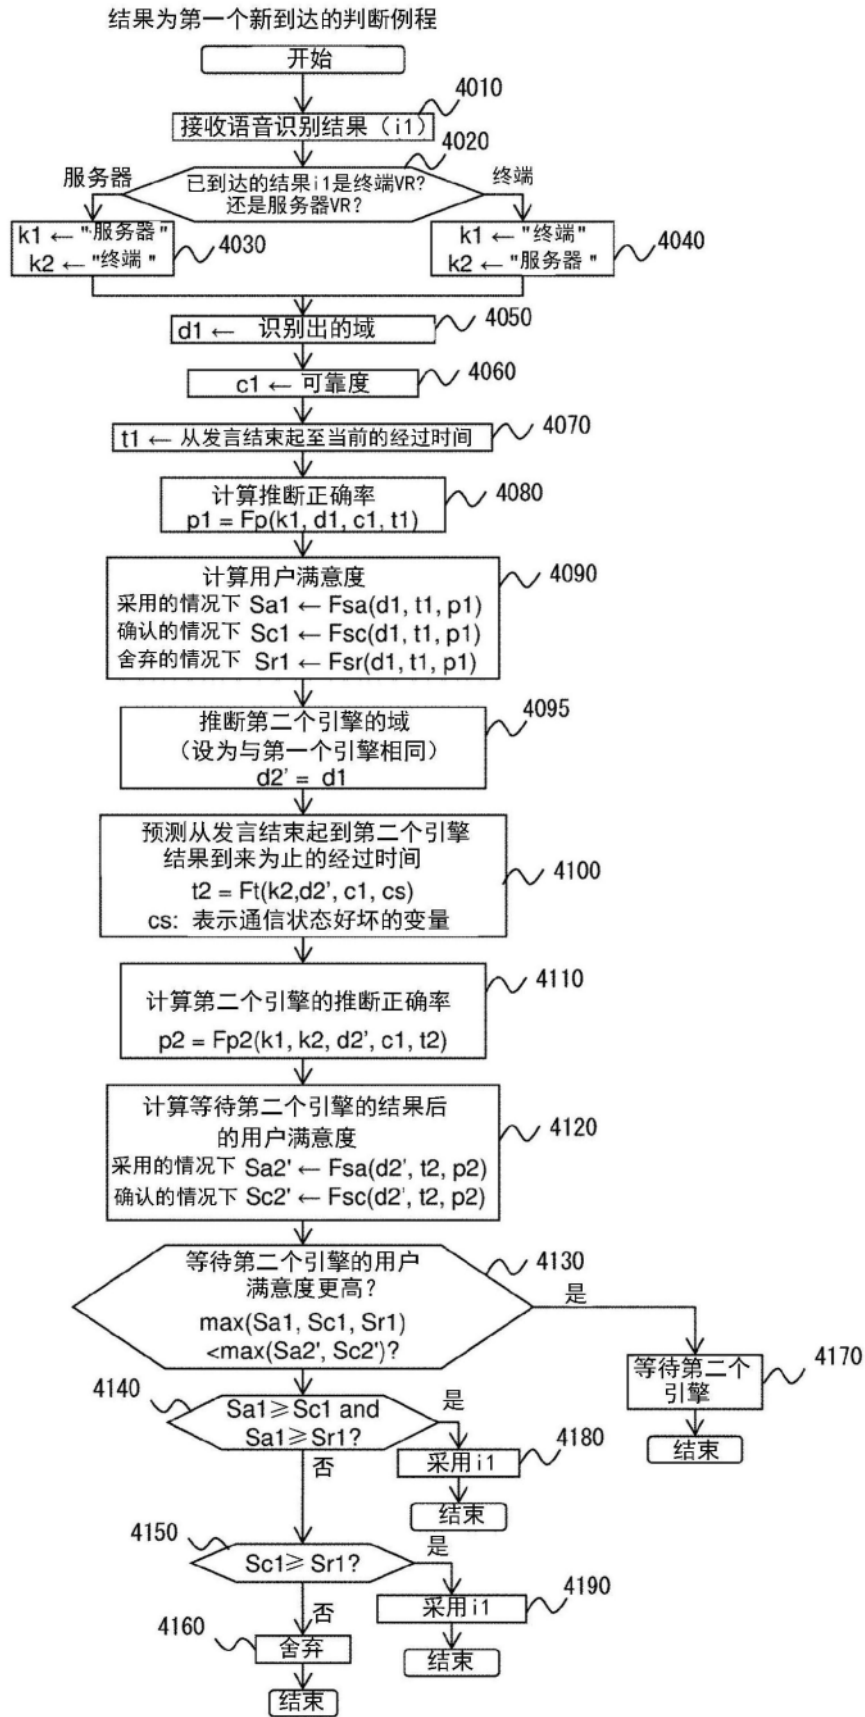 结果为第一个新到达的判断例程
开始
4010
接收语音识别结果（i1）
4020
服务器
已到达的结果i1是终端VR?
还是服务器VR?
终端
k1 ← "服务器"
k2 ← "终端"
4030
k1 ← "终端"
k2 ← "服务器"
4040
d1 ← 识别出的域
4050
c1 ← 可靠度
4060
t1 ← 从发言结束起至当前的经过时间
4070
计算推断正确率
p1 = Fp(k1, d1, c1, t1)
4080
计算用户满意度
采用的情况下 Sa1 ← Fsa(d1, t1, p1)
确认的情况下 Sc1 ← Fsc(d1, t1, p1)
舍弃的情况下 Sr1 ← Fsr(d1, t1, p1)
4090
推断第二个引擎的域
（设为与第一个引擎相同）
d2' = d1
4095
预测从发言结束起到第二个引擎
结果到来为止的经过时间
t2 = Ft(k2,d2', c1, cs)
cs: 表示通信状态好坏的变量
4100
计算第二个引擎的推断正确率
p2 = Fp2(k1, k2, d2', c1, t2)
4110
计算等待第二个引擎的结果后
的用户满意度
采用的情况下 Sa2' ← Fsa(d2', t2, p2)
确认的情况下 Sc2' ← Fsc(d2', t2, p2)
4120
等待第二个引擎的用户
满意度更高?
max(Sa1, Sc1, Sr1)
<max(Sa2', Sc2')?
4130
是
等待第二个
引擎
4170
结束
4140
Sa1≥Sc1 and
Sa1≥Sr1?
是
否
采用i1
4180
结束
4150
Sc1≥Sr1?
是
否
采用i1
4190
结束
4160
舍弃
结束